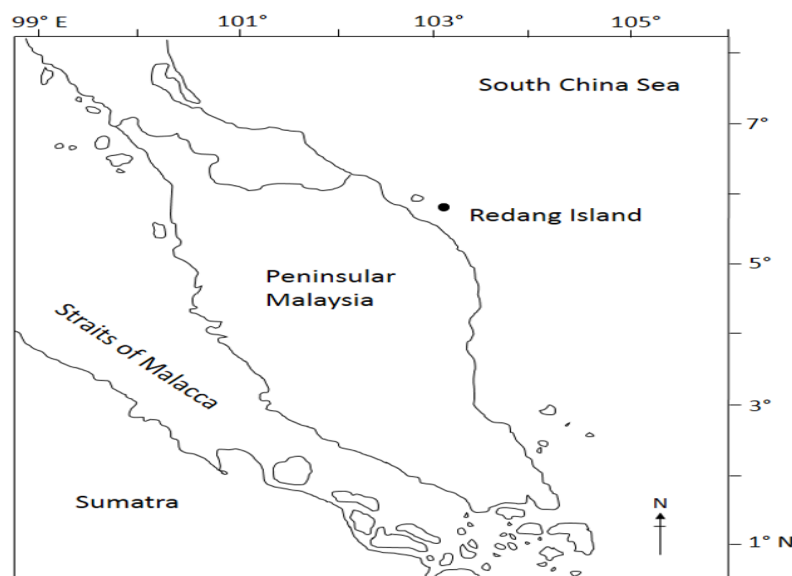 99° E 101° 103° 105°
South China Sea
7°
Redang Island
5°
Peninsular
Malaysia
Straits of Malacca
3°
Sumatra
N
1° N